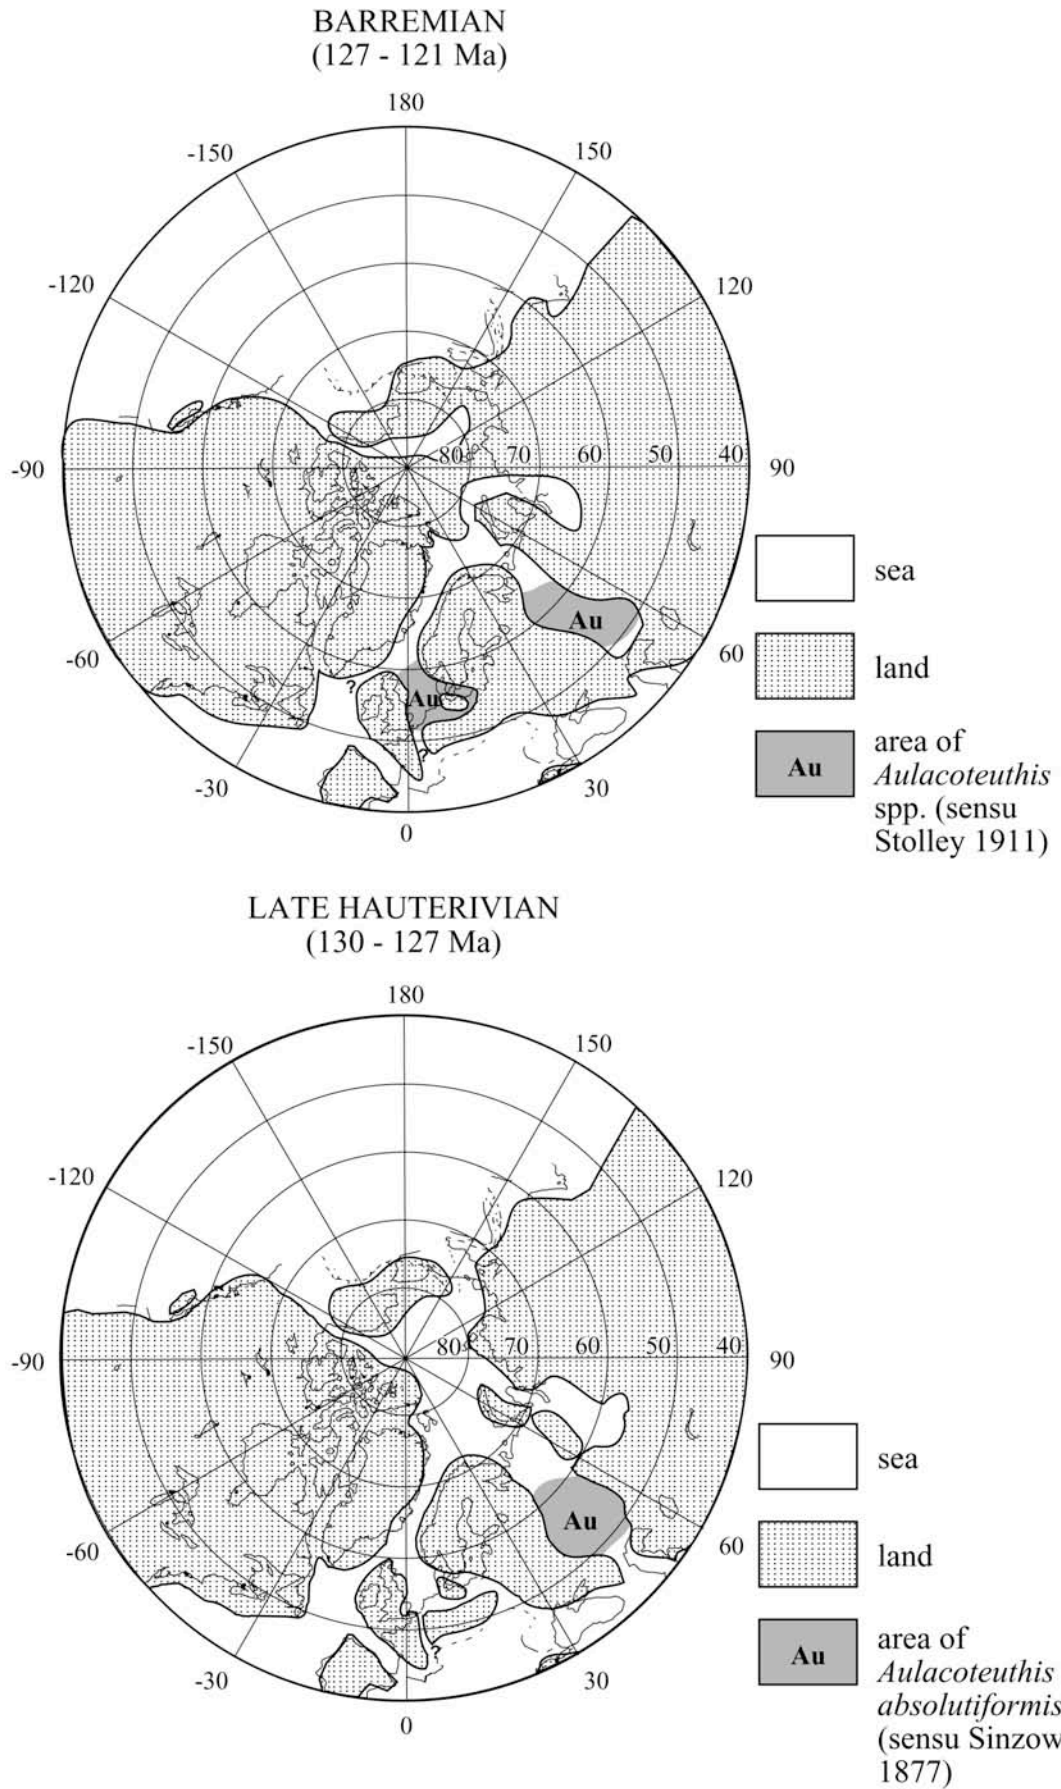 BARREMIAN
(127 - 121 Ma)
180
-150
150
-120
120
-90
80
70
60
50
40
90
Au
-60
60
?
Au
?
-30
30
0
sea
land
Au
area of
Aulacoteuthis
spp. (sensu
Stolley 1911)
LATE HAUTERIVIAN
(130 - 127 Ma)
180
-150
150
-120
120
-90
80
70
60
50
40
90
Au
-60
60
?
-30
30
0
sea
land
Au
area of
Aulacoteuthis
absolutiformis
(sensu Sinzow
1877)